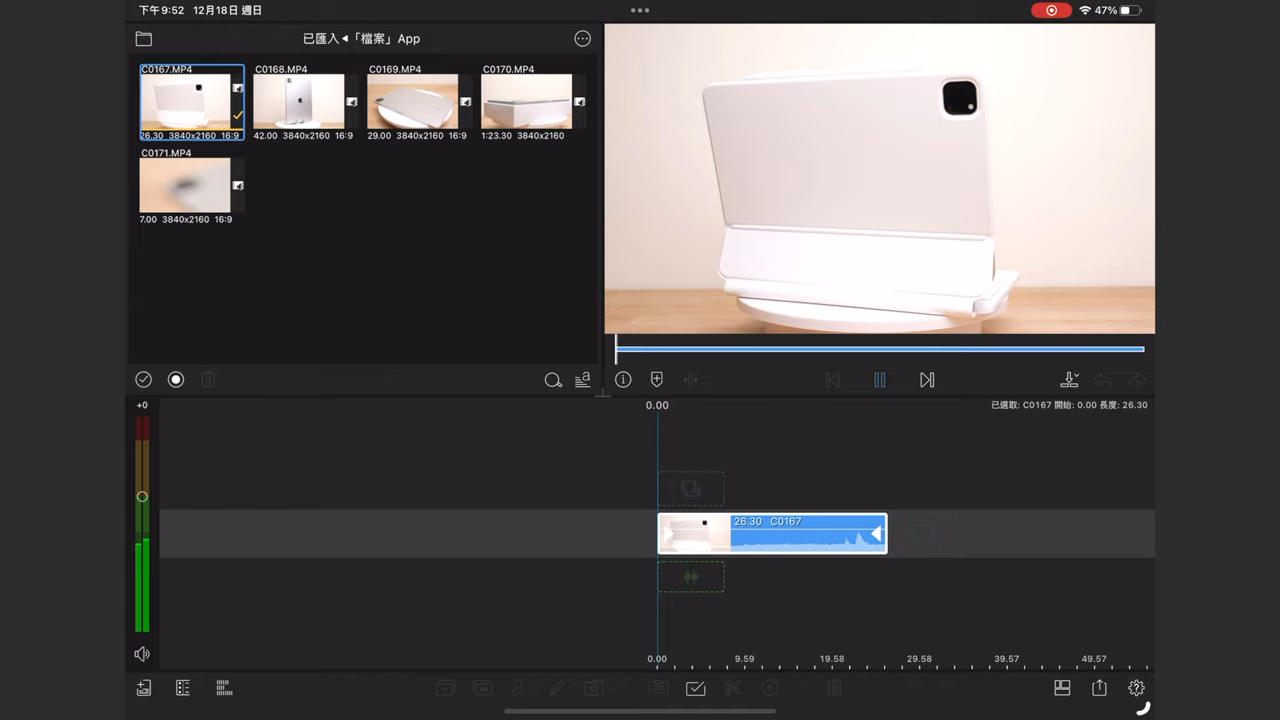 下午9:52 12月18日 週日
47%
已匯入◀「檔案」App
C0167.MP4
C0168.MP4
C0169.MP4
C0170.MP4
26.30 3840x2160 16:9
42.00 3840x2160 16:9
29.00 3840x2160 16:9
1:23.30 3840x2160
C0171.MP4
7.00 3840x2160 16:9
a
+0
0.00
已選取: C0167 開始: 0.00 長度: 26.30
26.30 C0167
0.00
9.59
19.58
29.58
39.57
49.57